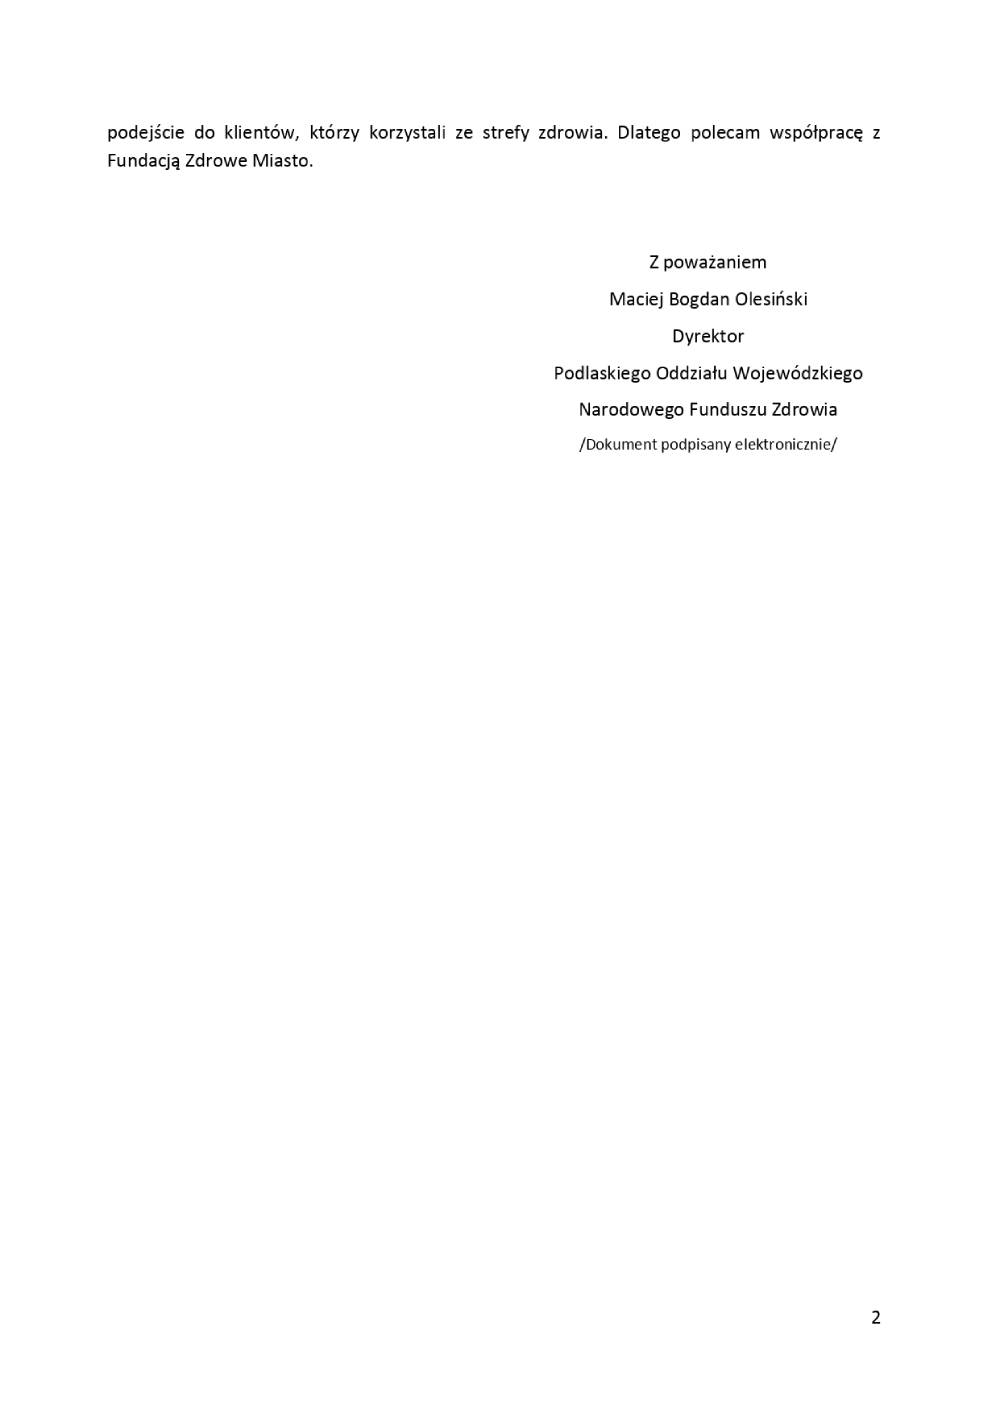 podejście do klientów, którzy korzystali ze strefy zdrowia. Dlatego polecam współpracę z
Fundacją Zdrowe Miasto.
Z poważaniem
Maciej Bogdan Olesiński
Dyrektor
Podlaskiego Oddziału Wojewódzkiego
Narodowego Funduszu Zdrowia
/Dokument podpisany elektronicznie/
2